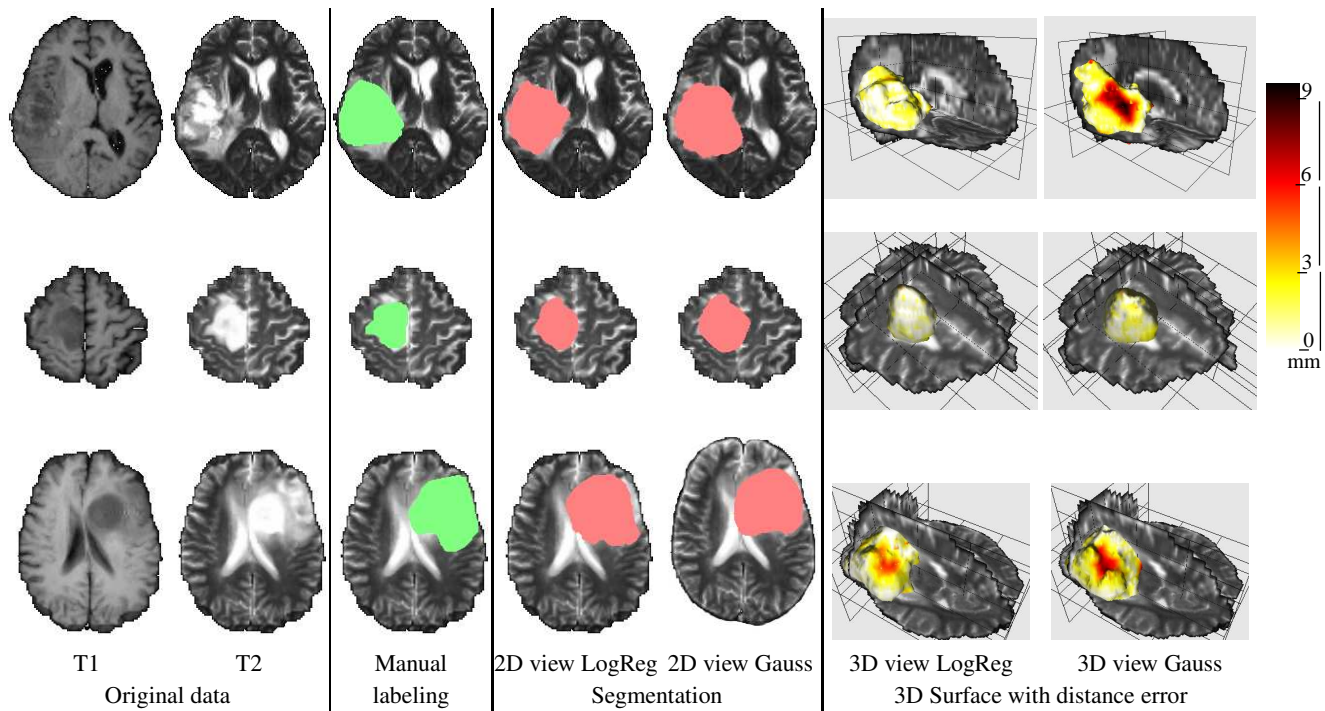 9
6
3
0
mm
T1
T2
Manual
2D view LogReg
2D view Gauss
3D view LogReg
3D view Gauss
Original data
labeling
Segmentation
3D Surface with distance error